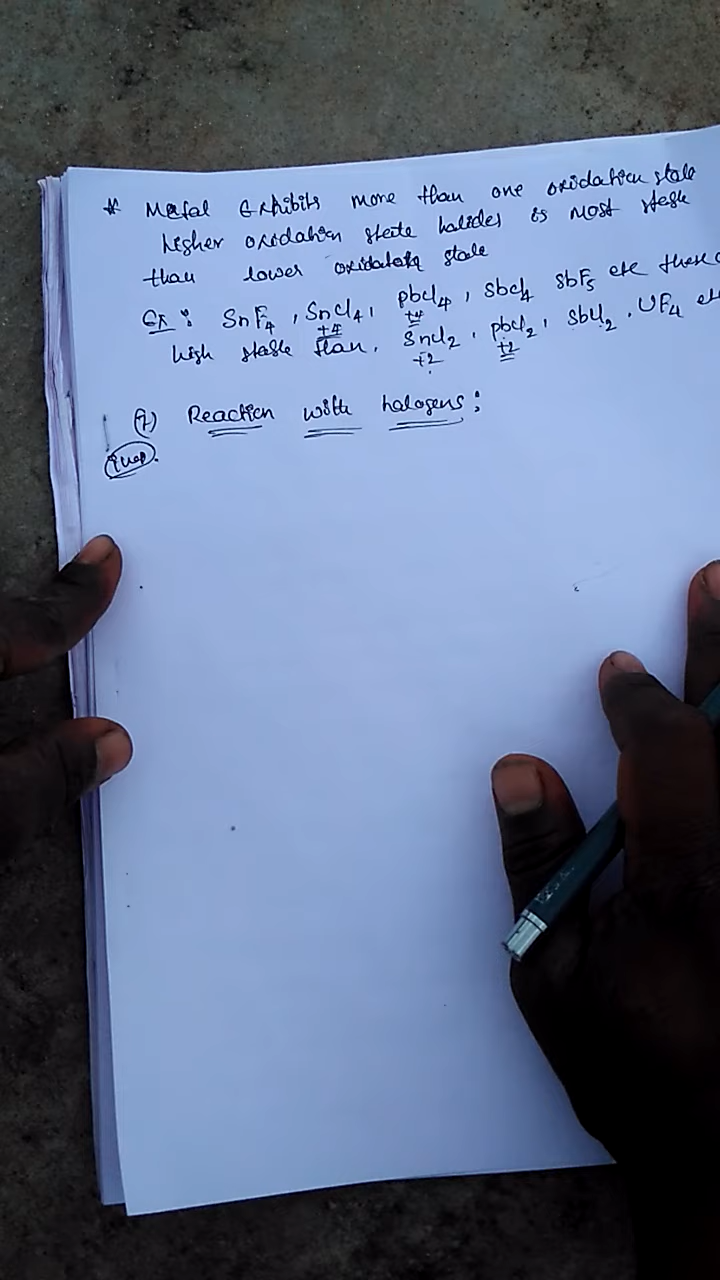 * Metal Exhibits more than one oxidation state
higher oxidation state halides is most stable
than lower oxidation state
Ex : SnF4 , SnCl4 , pbcl4 , Sbcl4 SbF5 etc these
+4 +4
high stable than , SnCl2 , pbcl2 , SbCl2 , UF4 etc
+2 +2
(7) Reaction with halogens :